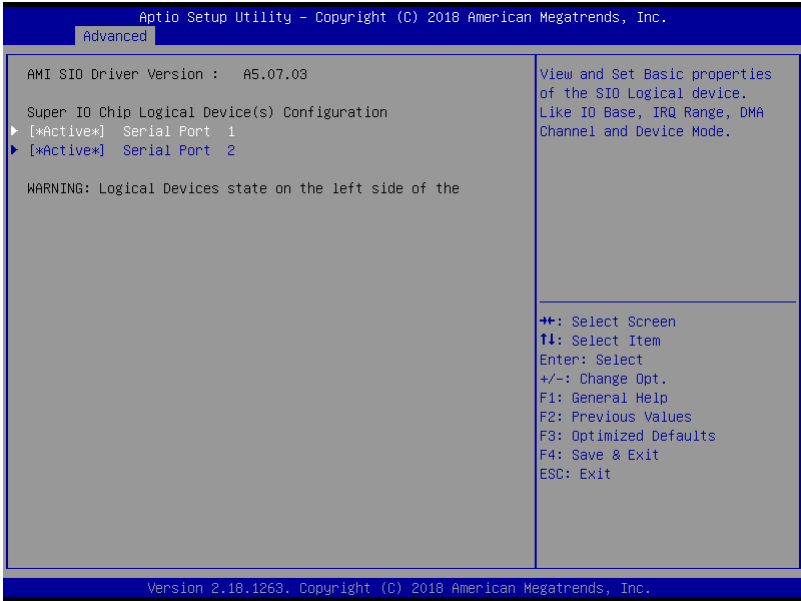 Aptio Setup Utility – Copyright (C) 2018 American Megatrends, Inc.
Advanced
AMI SIO Driver Version :   A5.07.03
Super IO Chip Logical Device(s) Configuration
[*Active*]   Serial Port  1
[*Active*]   Serial Port  2
WARNING: Logical Devices state on the left side of the
View and Set Basic properties
of the SIO Logical device.
Like IO Base, IRQ Range, DMA
Channel and Device Mode.
→←: Select Screen
↑↓: Select Item
Enter: Select
+/-: Change Opt.
F1: General Help
F2: Previous Values
F3: Optimized Defaults
F4: Save & Exit
ESC: Exit
Version 2.18.1263. Copyright (C) 2018 American Megatrends, Inc.